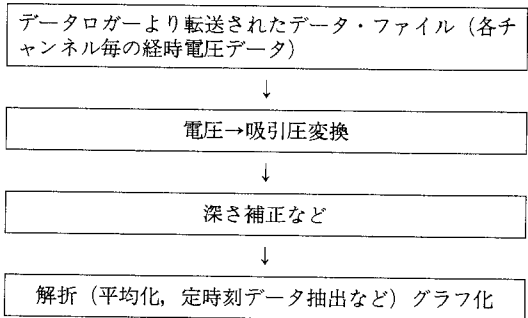 データロガーより転送されたデータ・ファイル（各チ
ャンネル毎の経時電圧データ）
↓
電圧→吸引圧変換
↓
深さ補正など
↓
解折（平均化，定時刻データ抽出など）グラフ化